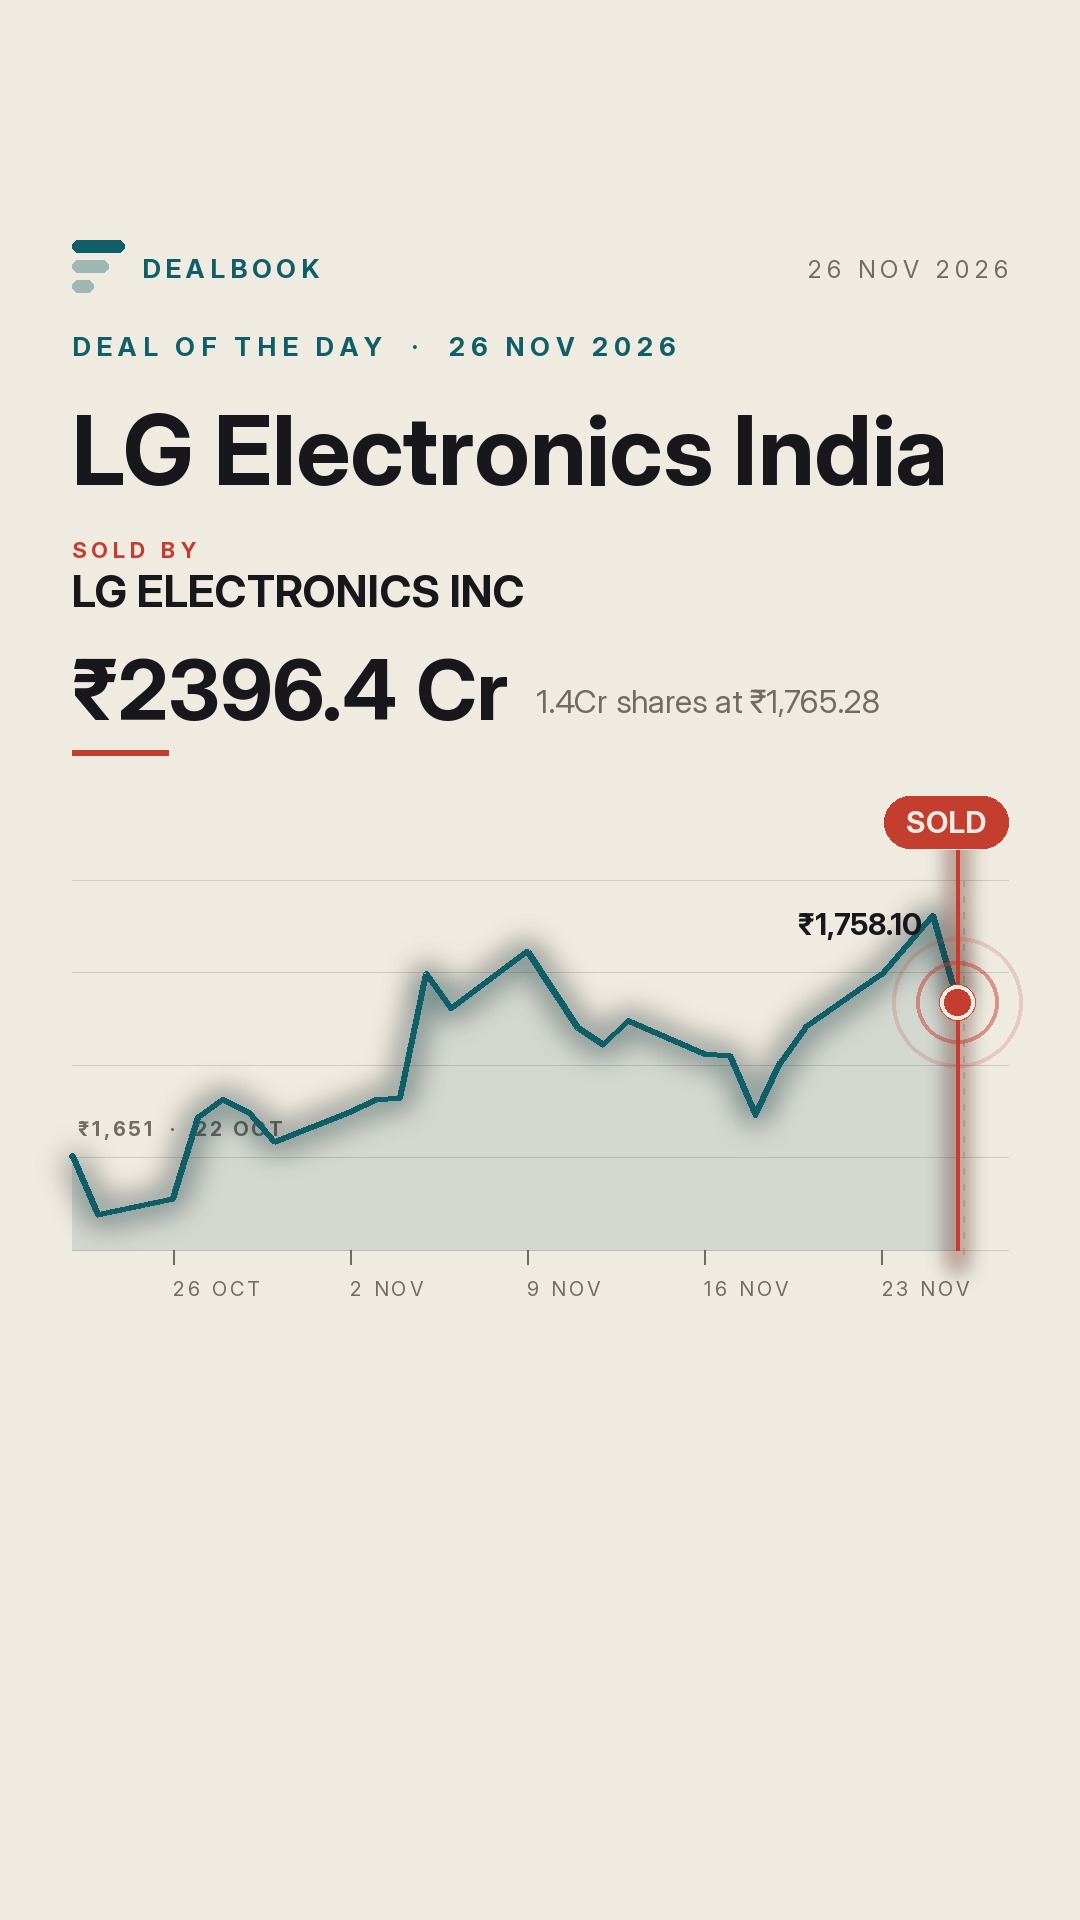 DEALBOOK
26 NOV 2026
DEAL OF THE DAY · 26 NOV 2026
LG Electronics India
SOLD BY
LG ELECTRONICS INC
₹2396.4 Cr 1.4Cr shares at ₹1,765.28
SOLD
₹1,758.10
₹1,651 · 22 OCT
26 OCT 2 NOV 9 NOV 16 NOV 23 NOV